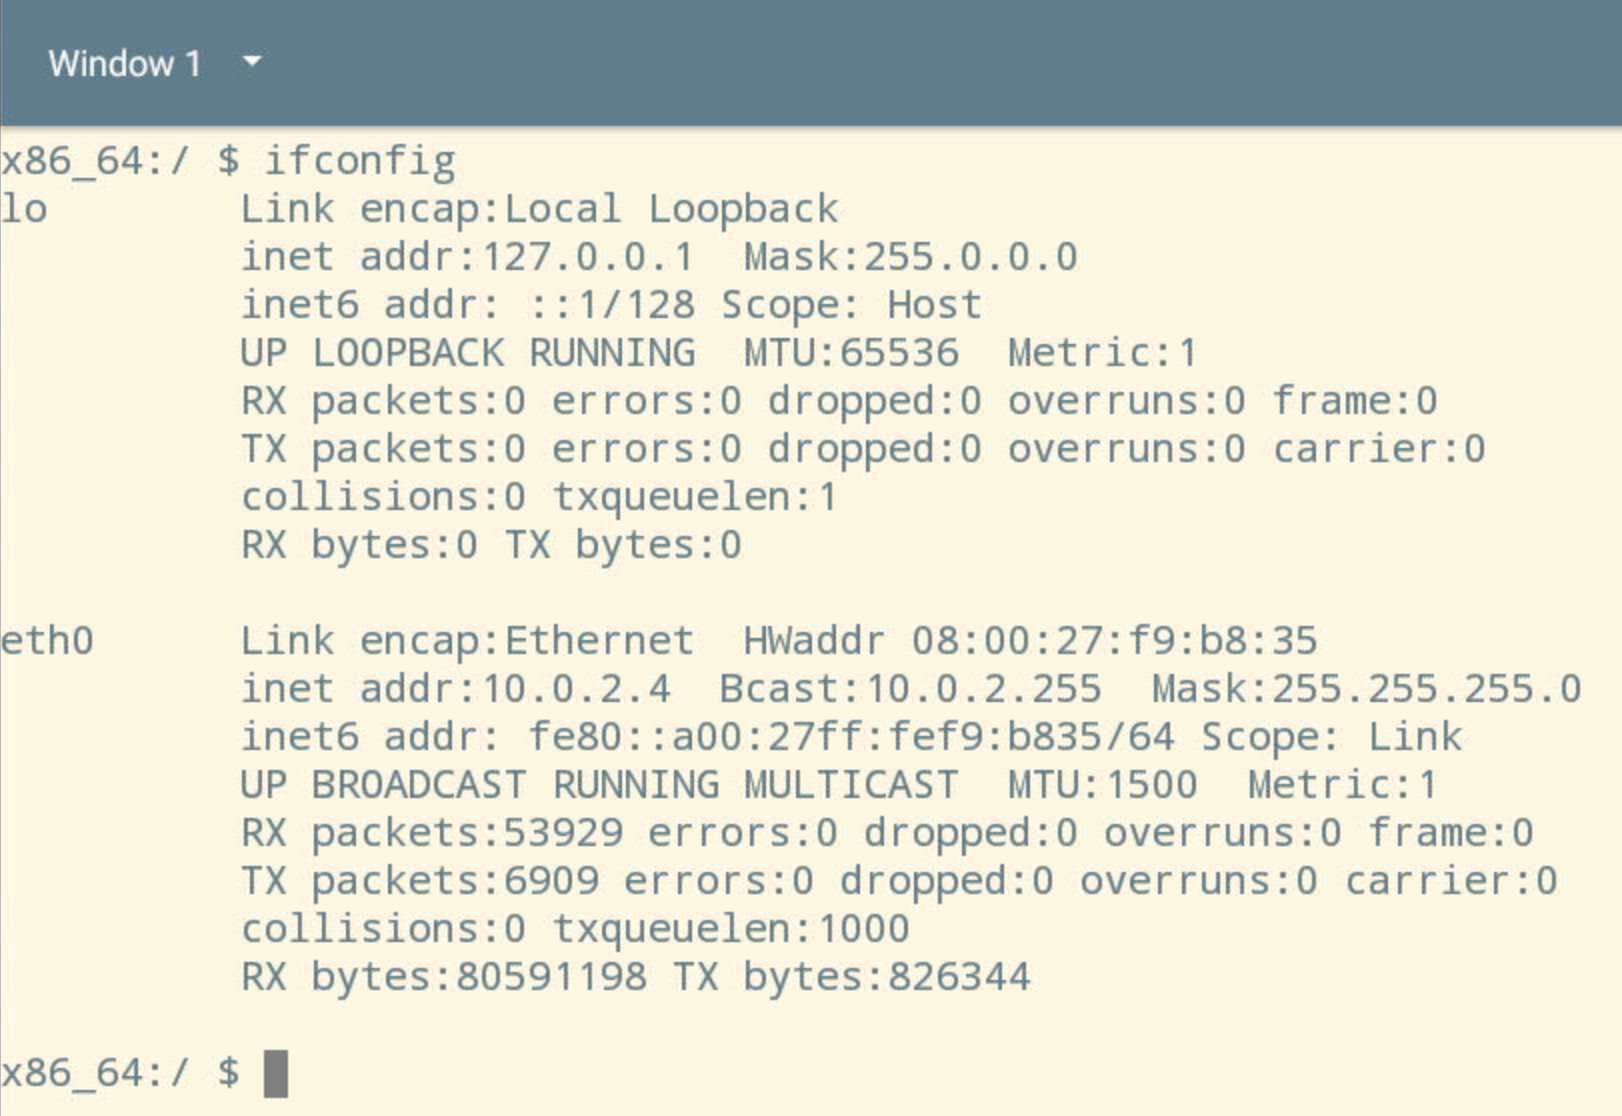 Window 1
x86_64:/ $ ifconfig
lo        Link encap:Local Loopback
          inet addr:127.0.0.1  Mask:255.0.0.0
          inet6 addr: ::1/128 Scope: Host
          UP LOOPBACK RUNNING  MTU:65536  Metric:1
          RX packets:0 errors:0 dropped:0 overruns:0 frame:0
          TX packets:0 errors:0 dropped:0 overruns:0 carrier:0
          collisions:0 txqueuelen:1
          RX bytes:0 TX bytes:0

eth0      Link encap:Ethernet  HWaddr 08:00:27:f9:b8:35
          inet addr:10.0.2.4  Bcast:10.0.2.255  Mask:255.255.255.0
          inet6 addr: fe80::a00:27ff:fef9:b835/64 Scope: Link
          UP BROADCAST RUNNING MULTICAST  MTU:1500  Metric:1
          RX packets:53929 errors:0 dropped:0 overruns:0 frame:0
          TX packets:6909 errors:0 dropped:0 overruns:0 carrier:0
          collisions:0 txqueuelen:1000
          RX bytes:80591198 TX bytes:826344

x86_64:/ $